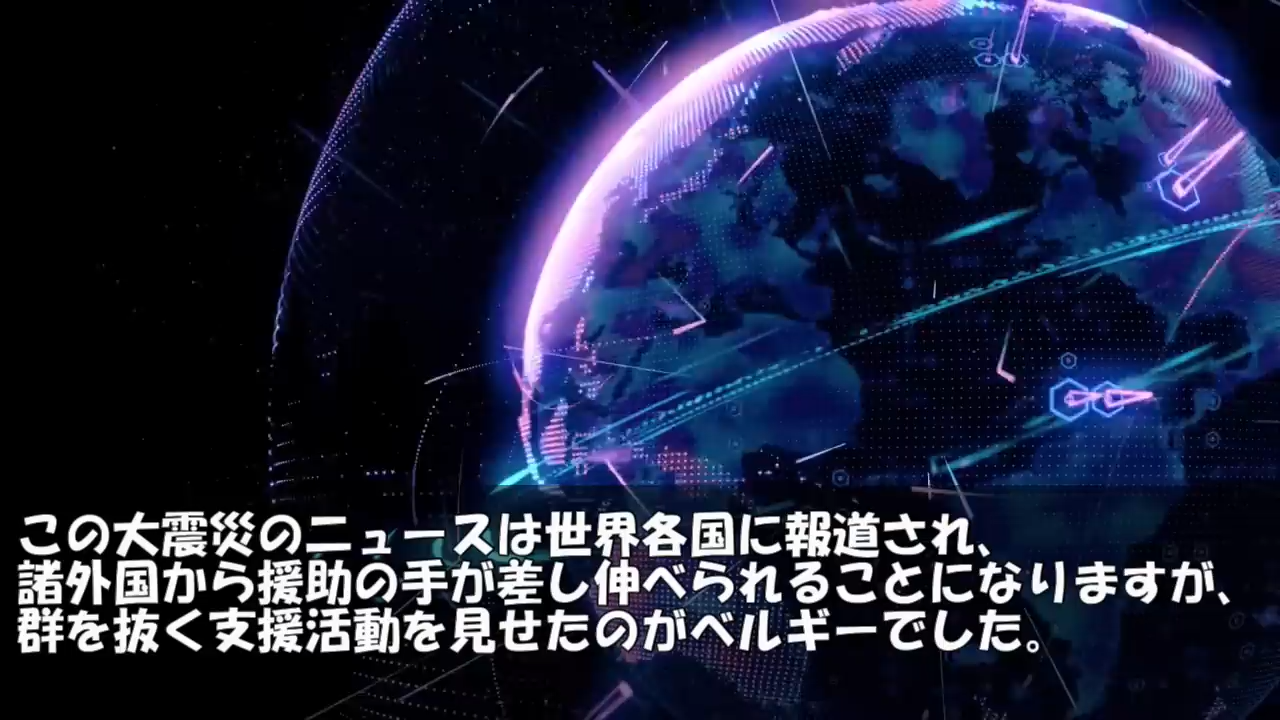 この大震災のニュースは世界各国に報道され、
諸外国から援助の手が差し伸べられることになりますが、
群を抜く支援活動を見せたのがベルギーでした。